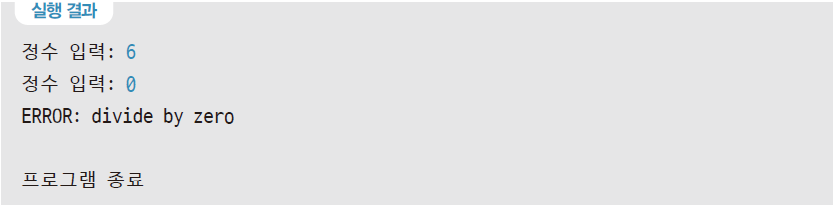 실행 결과
정수 입력: 6
정수 입력: 0
ERROR: divide by zero
프로그램 종료